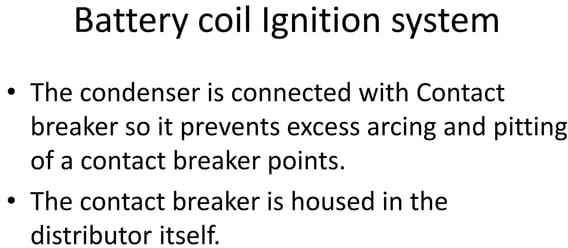 Battery coil Ignition system
• The condenser is connected with Contact
breaker so it prevents excess arcing and pitting
of a contact breaker points.
• The contact breaker is housed in the
distributor itself.